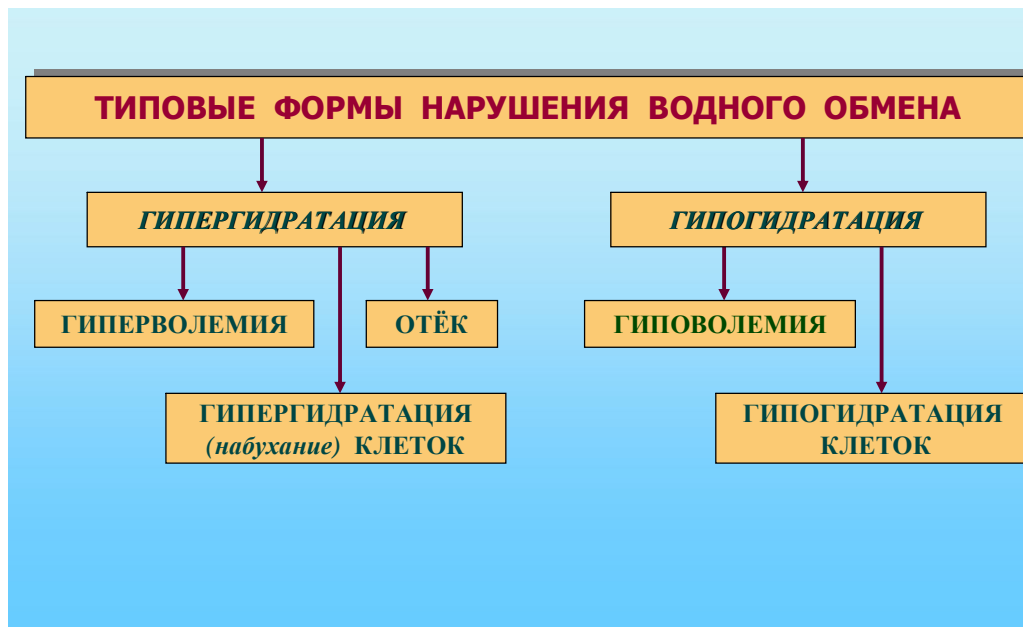 ТИПОВЫЕ ФОРМЫ НАРУШЕНИЯ ВОДНОГО ОБМЕНА
ГИПЕРГИДРАТАЦИЯ
ГИПОГИДРАТАЦИЯ
ГИПЕРВОЛЕМИЯ
ОТЁК
ГИПОВОЛЕМИЯ
ГИПЕРГИДРАТАЦИЯ
(набухание) КЛЕТОК
ГИПОГИДРАТАЦИЯ
КЛЕТОК